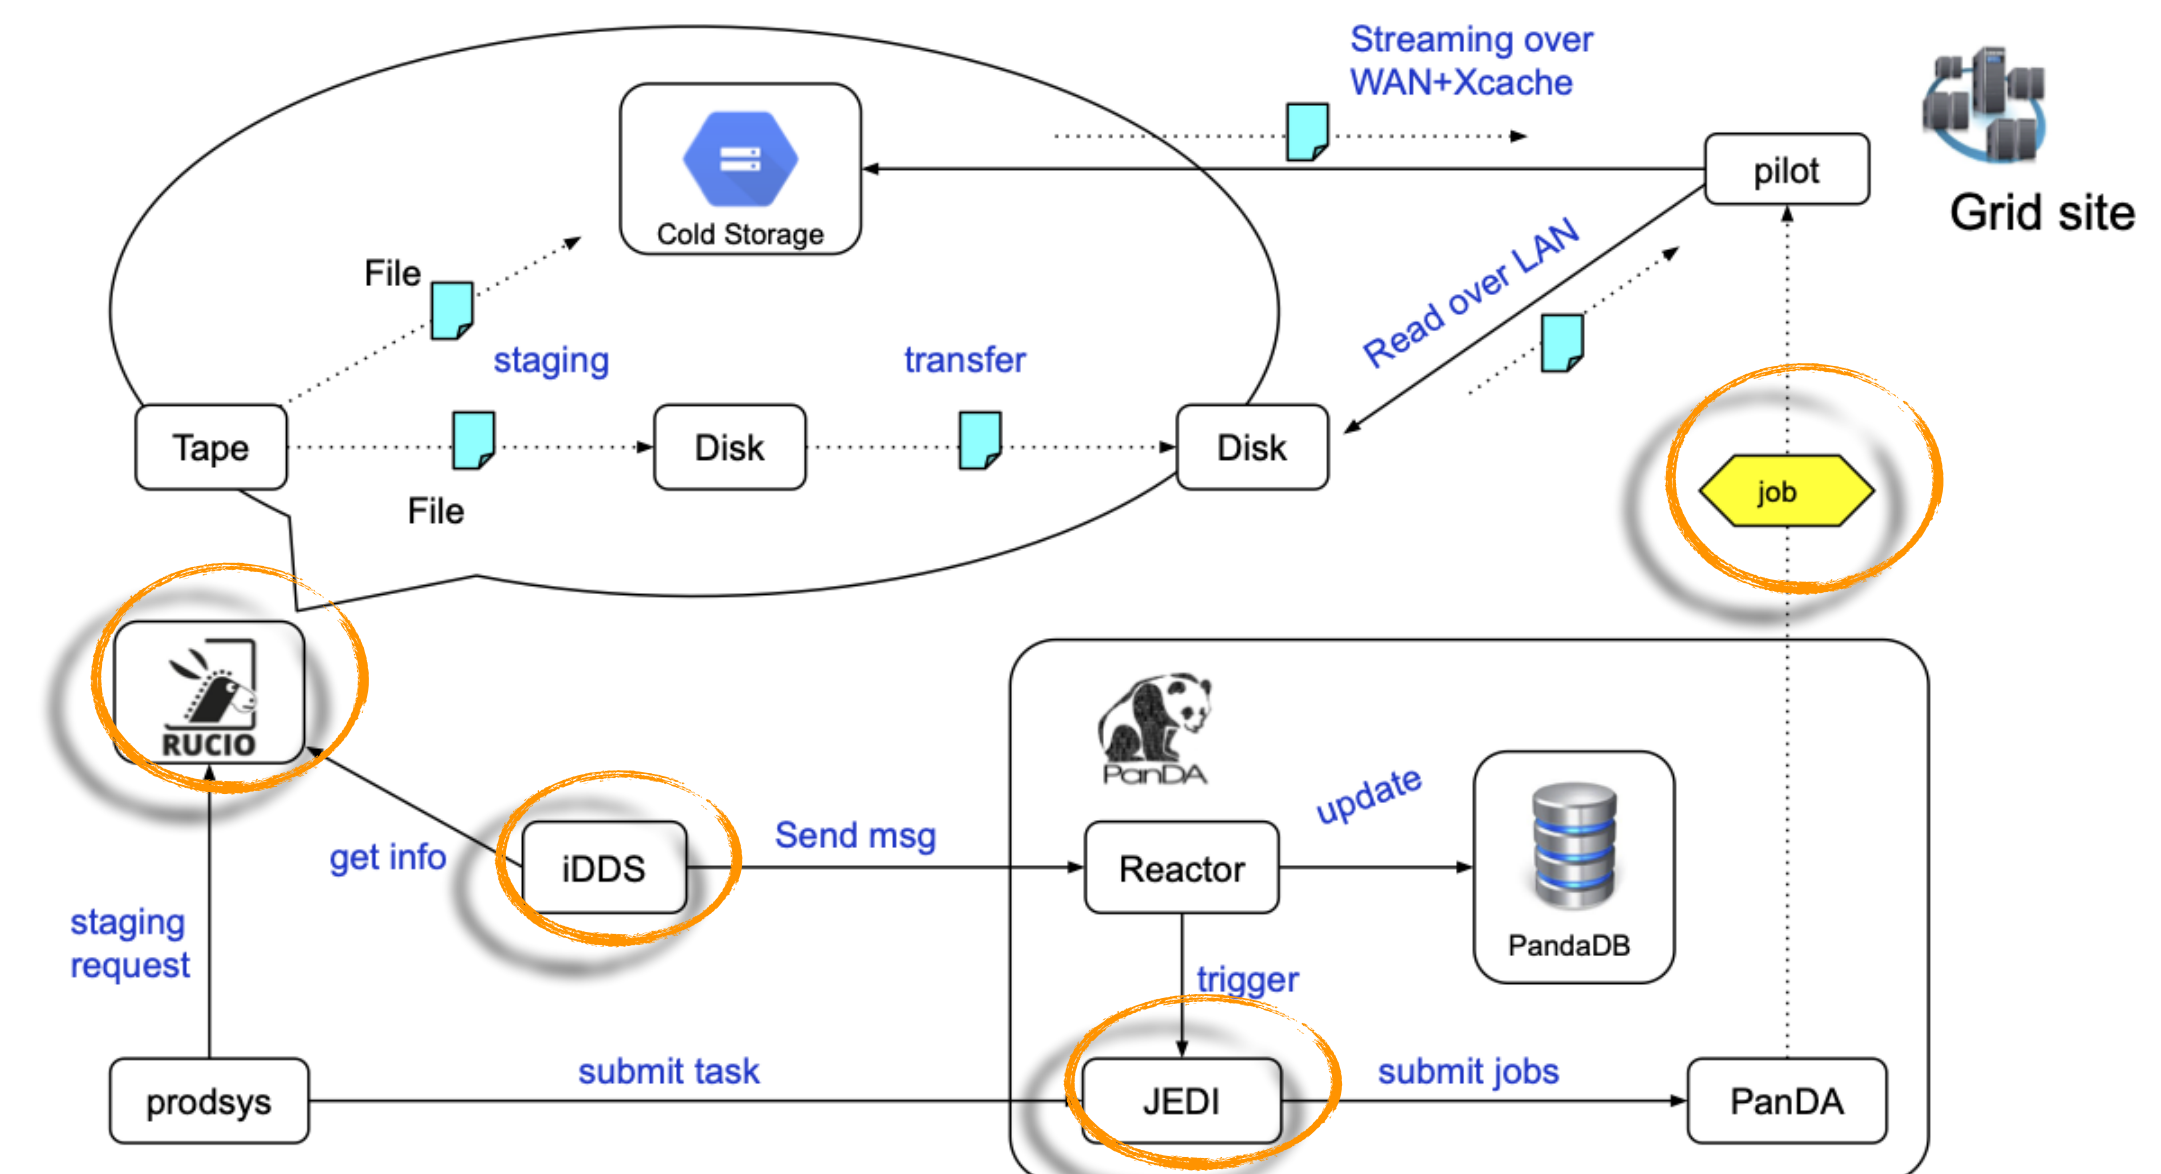 Streaming over
WAN+Xcache
pilot
Grid site
Cold Storage
File
Read over LAN
staging
transfer
Tape
Disk
Disk
File
job
RUCIO
PanDA
get info
iDDS
Send msg
Reactor
update
PandaDB
staging
request
trigger
prodsys
submit task
JEDI
submit jobs
PanDA